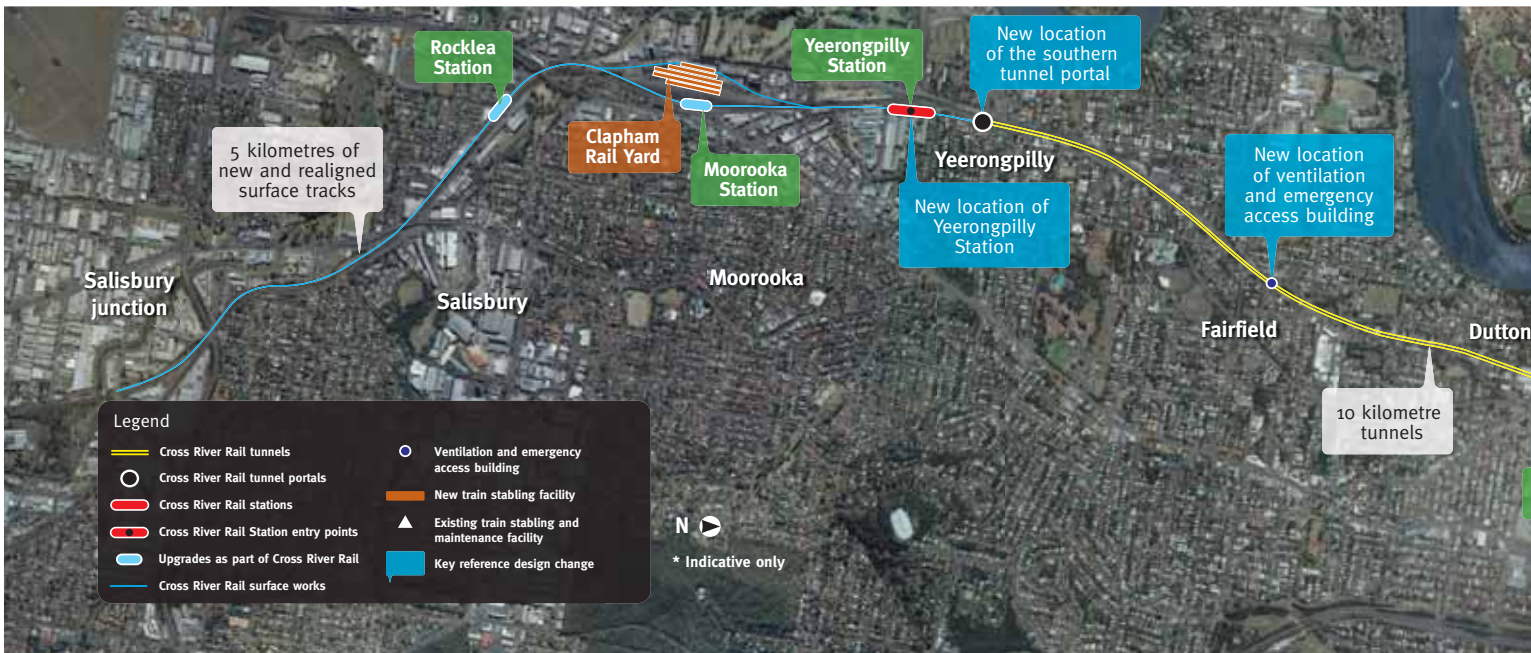 Rocklea
Station
Yeerongpilly
Station
New location
of the southern
tunnel portal
5 kilometres of
new and realigned
surface tracks
Clapham
Rail Yard
Moorooka
Station
Yeerongpilly
New location of
Yeerongpilly
Station
New location
of ventilation
and emergency
access building
Salisbury
junction
Salisbury
Moorooka
Fairfield
Dutton
10 kilometre
tunnels
Legend
Cross River Rail tunnels
Cross River Rail tunnel portals
Cross River Rail stations
Cross River Rail Station entry points
Upgrades as part of Cross River Rail
Cross River Rail surface works
Ventilation and emergency
access building
New train stabling facility
Existing train stabling and
maintenance facility
Key reference design change
N
* Indicative only